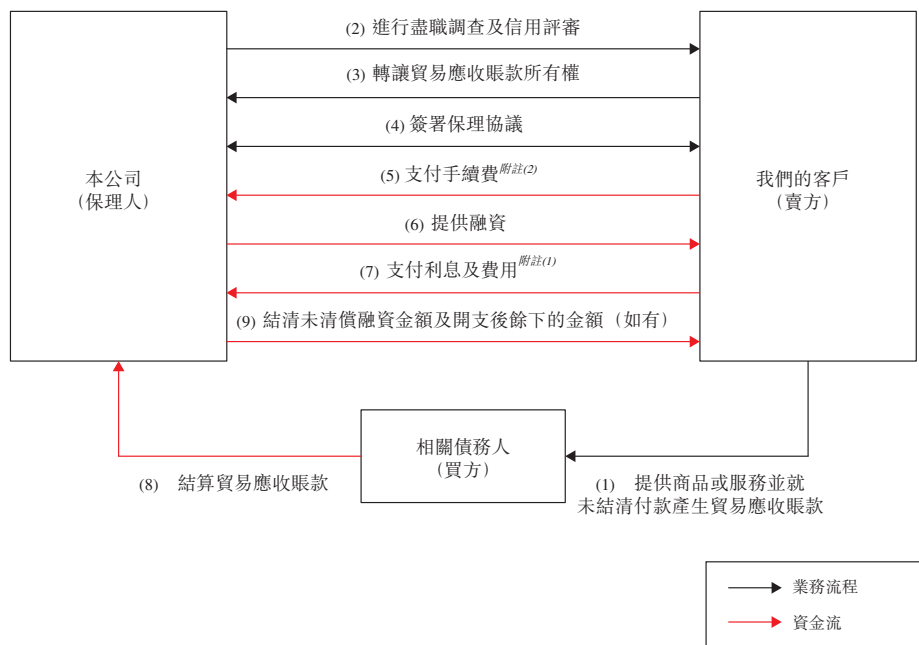 (2) 進行盡職調查及信用評審
(3) 轉讓貿易應收賬款所有權
(4) 簽署保理協議
本公司
（保理人）
(5) 支付手續費附註(2)
我們的客戶
（賣方）
(6) 提供融資
(7) 支付利息及費用附註(1)
(9) 結清未清償融資金額及開支後餘下的金額（如有）
相關債務人
（買方）
(8) 結算貿易應收賬款
(1) 提供商品或服務並就
未結清付款產生貿易應收賬款
業務流程
資金流